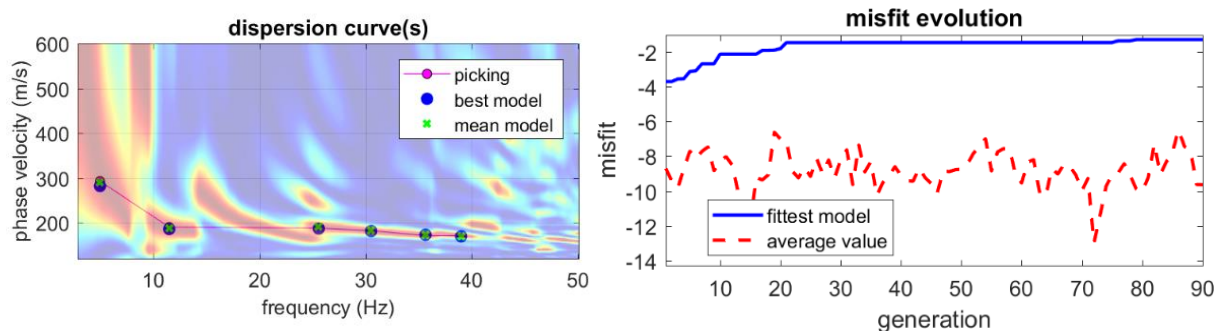 dispersion curve(s)
phase velocity (m/s)
600
500
400
300
200
picking
best model
mean model
10
20
30
40
50
frequency (Hz)
misfit evolution
misfit
-2
-4
-6
-8
-10
-12
-14
fittest model
average value
10
20
30
40
50
60
70
80
90
generation